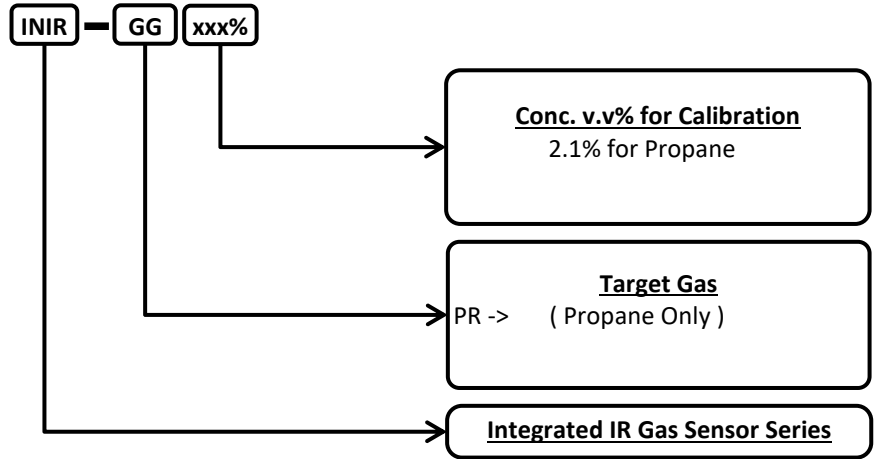 INIR - GG xxx%
Conc. v.v% for Calibration
2.1% for Propane
Target Gas
PR -> ( Propane Only )
Integrated IR Gas Sensor Series